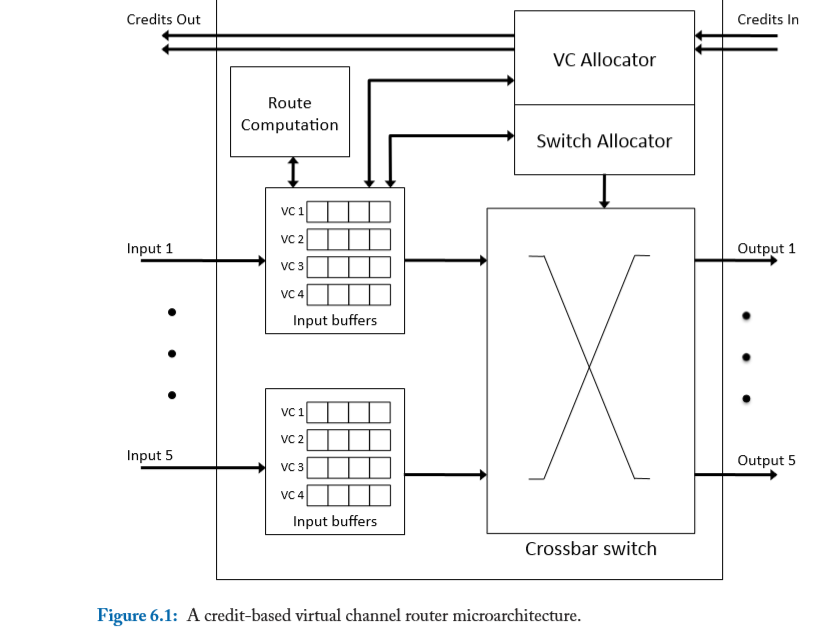 Credits Out
Credits In
VC Allocator
Route
Computation
Switch Allocator
VC 1
VC 2
VC 3
VC 4
Input buffers
Input 1
Output 1
VC 1
VC 2
VC 3
VC 4
Input buffers
Input 5
Output 5
Crossbar switch
Figure 6.1: A credit-based virtual channel router microarchitecture.